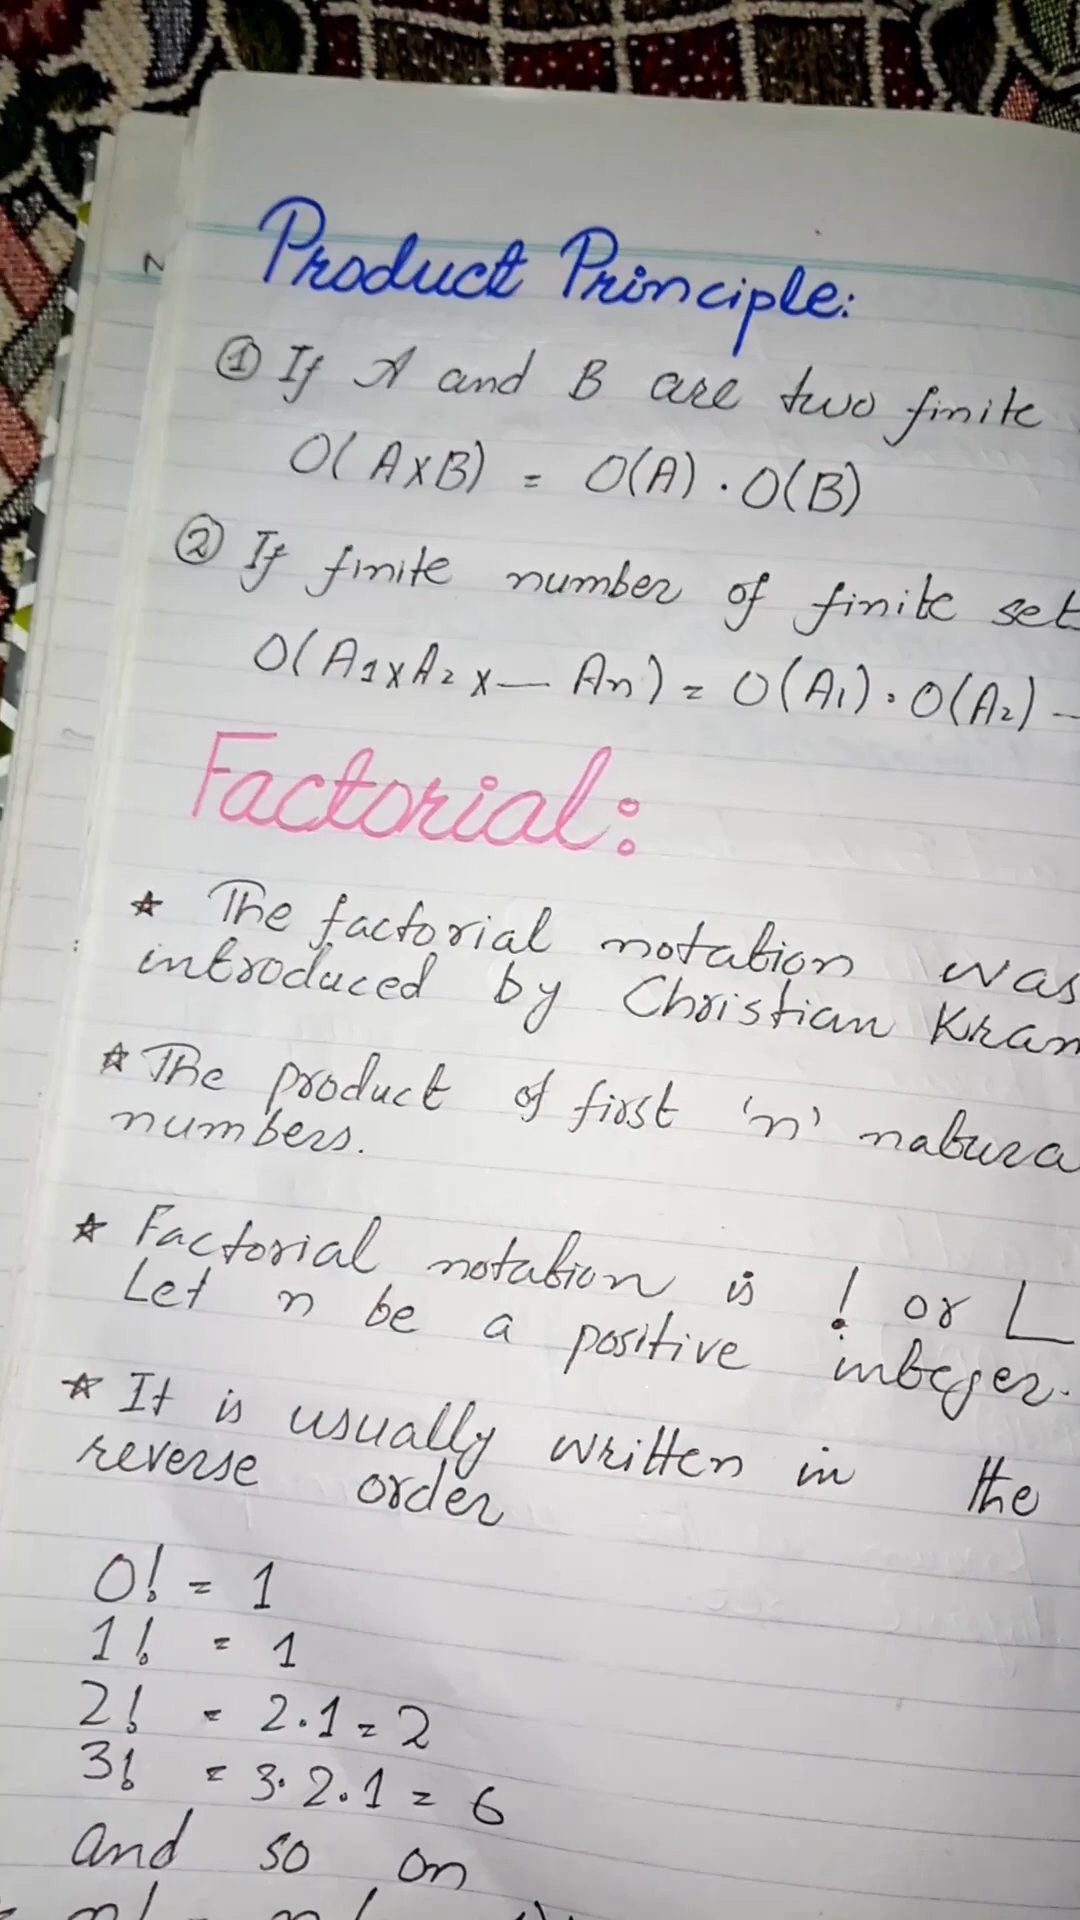 Product Principle:
① If A and B are two finite
O(A×B) = O(A) . O(B)
② If finite number of finite set
O(A1×A2×— An) = O(A1) . O(A2) —
Factorial:
☆ The factorial notation was
introduced by Christian Kram
☆ The product of first 'n' natura
numbers.
☆ Factorial notation is ! or L
Let n be a positive integer.
☆ It is usually written in the
reverse order
0! = 1
1! = 1
2! = 2.1 = 2
3! = 3.2.1 = 6
and so on